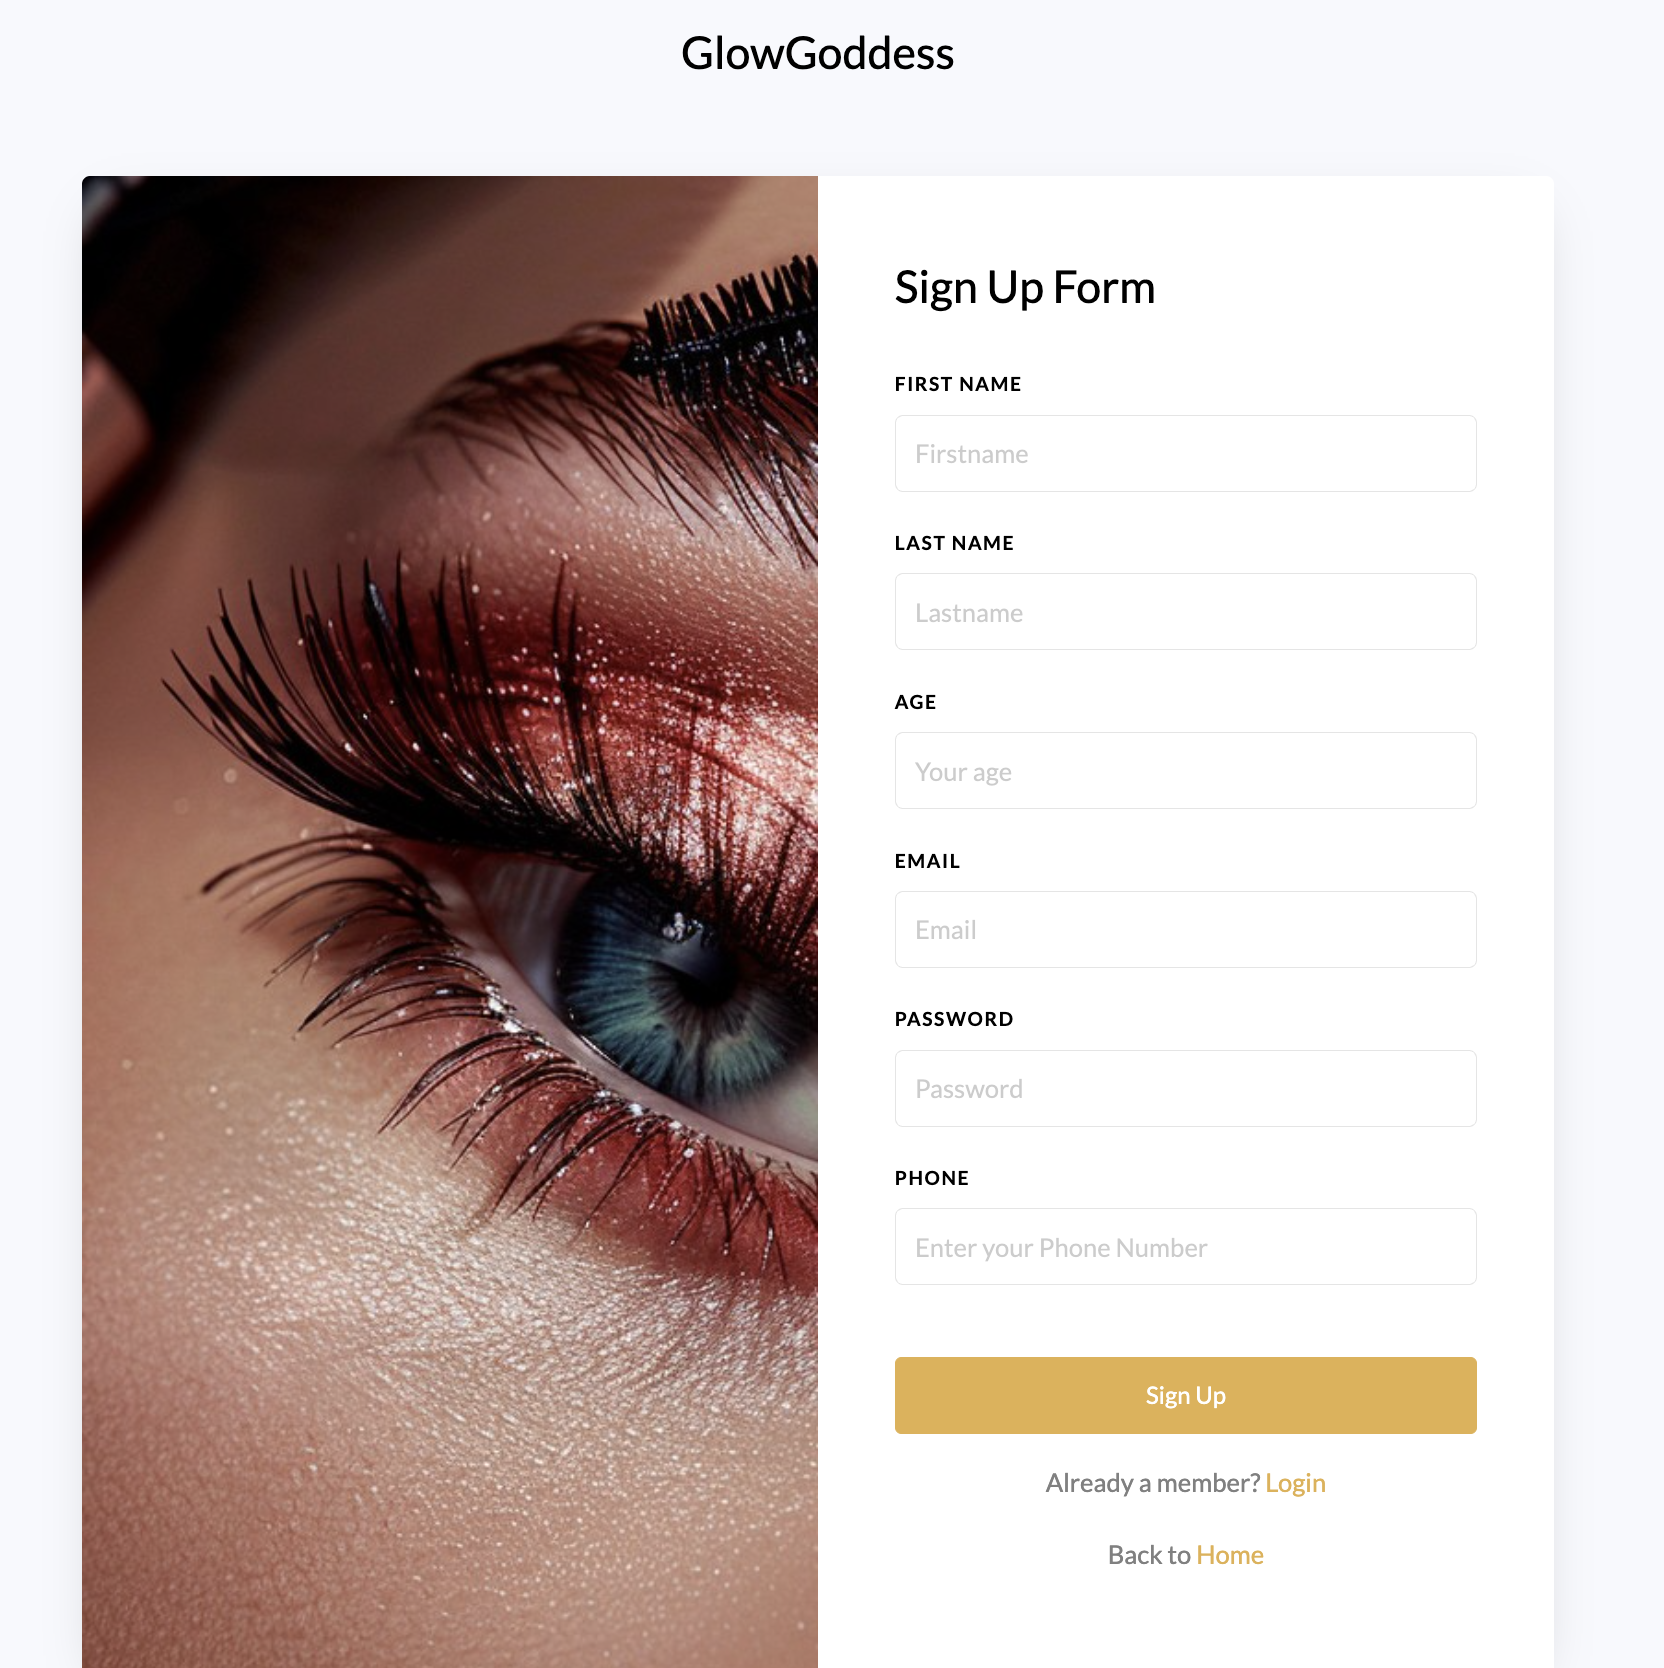 GlowGoddess
Sign Up Form
FIRST NAME
Firstname
LAST NAME
Lastname
AGE
Your age
EMAIL
Email
PASSWORD
Password
PHONE
Enter your Phone Number
Sign Up
Already a member? Login
Back to Home